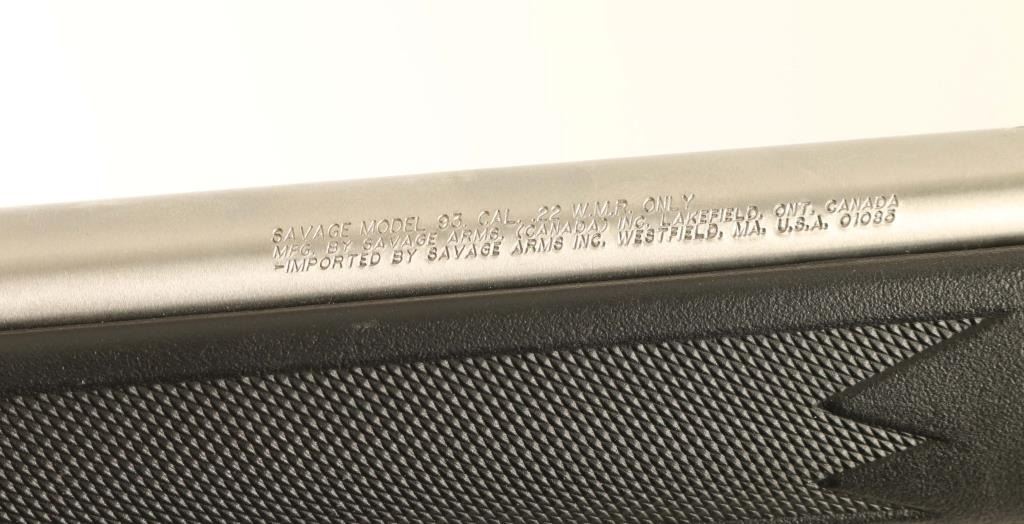 SAVAGE MODEL 93. CAL. .22 W.M.R. ONLY
MFG. BY SAVAGE ARMS. (CANADA) INC. LAKEFIELD, ONT. CANADA
-IMPORTED BY SAVAGE ARMS INC. WESTFIELD, MA. U.S.A. 01085